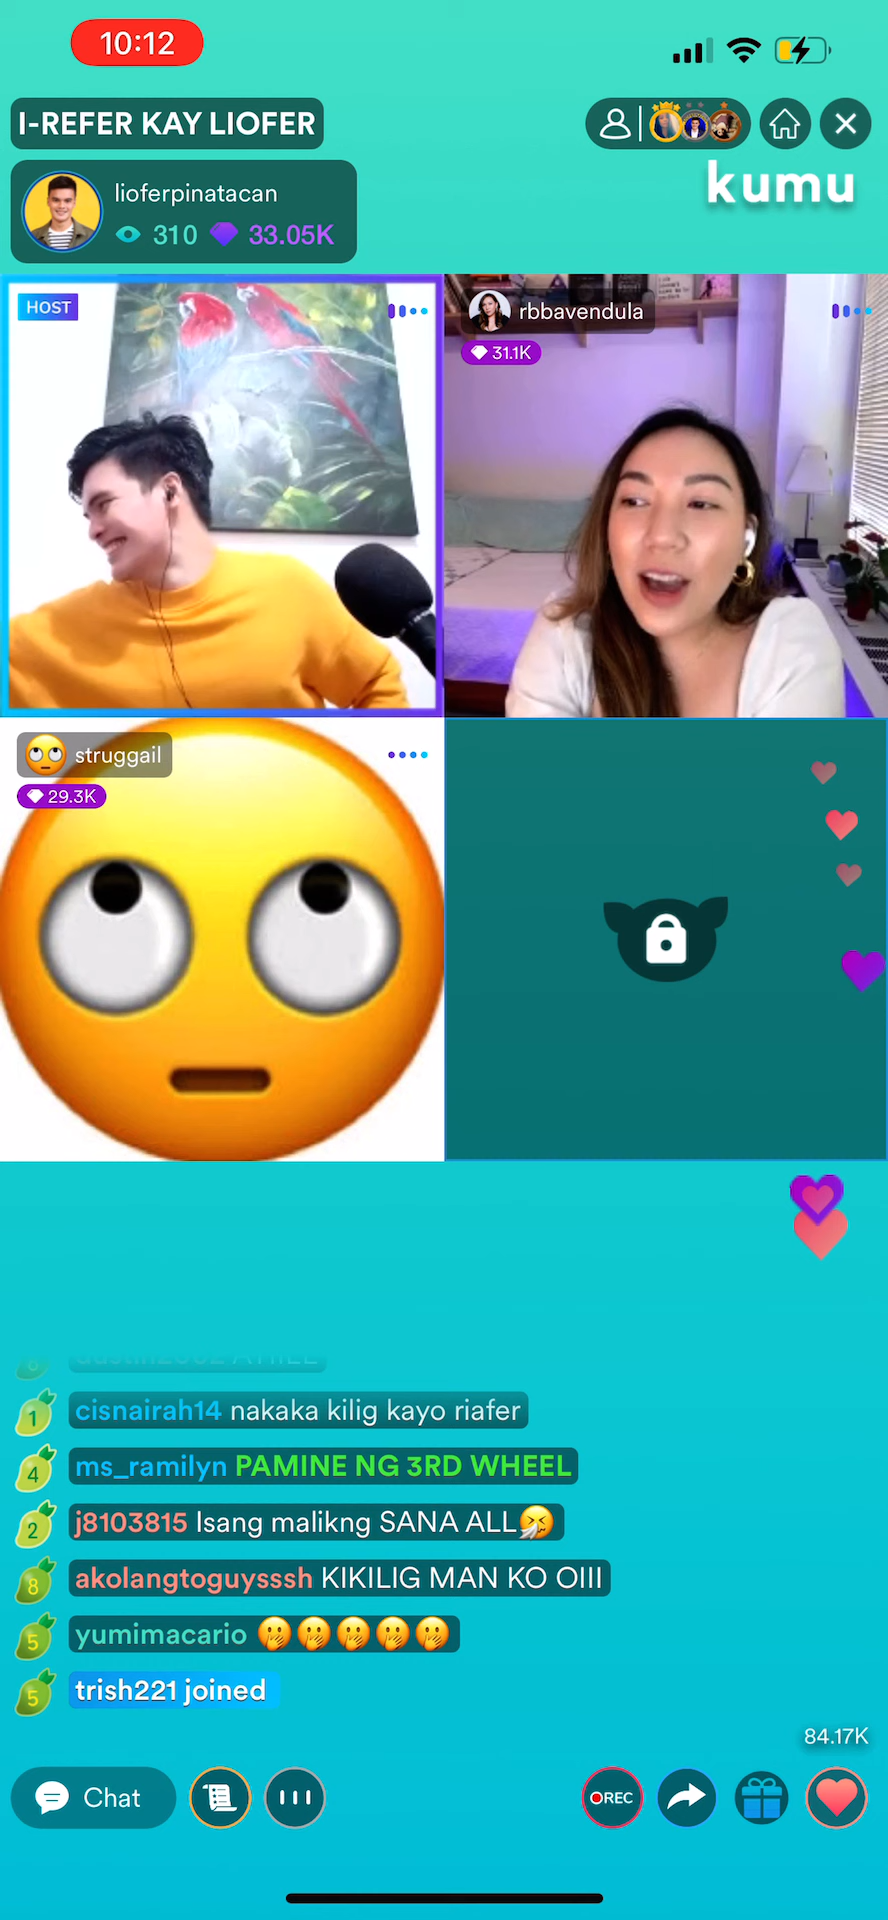 10:12
I-REFER KAY LIOFER
kumu
lioferpinatacan
310 33.05K
HOST
rbbavendula
31.1K
struggail
29.3K
1 cisnairah14 nakaka kilig kayo riafer
4 ms_ramilyn PAMINE NG 3RD WHEEL
2 j8103815 Isang malikng SANA ALL🤧
8 akolangtoguysssh KIKILIG MAN KO OIII
5 yumimacario 🤭🤭🤭🤭🤭
5 trish221 joined
84.17K
Chat
REC